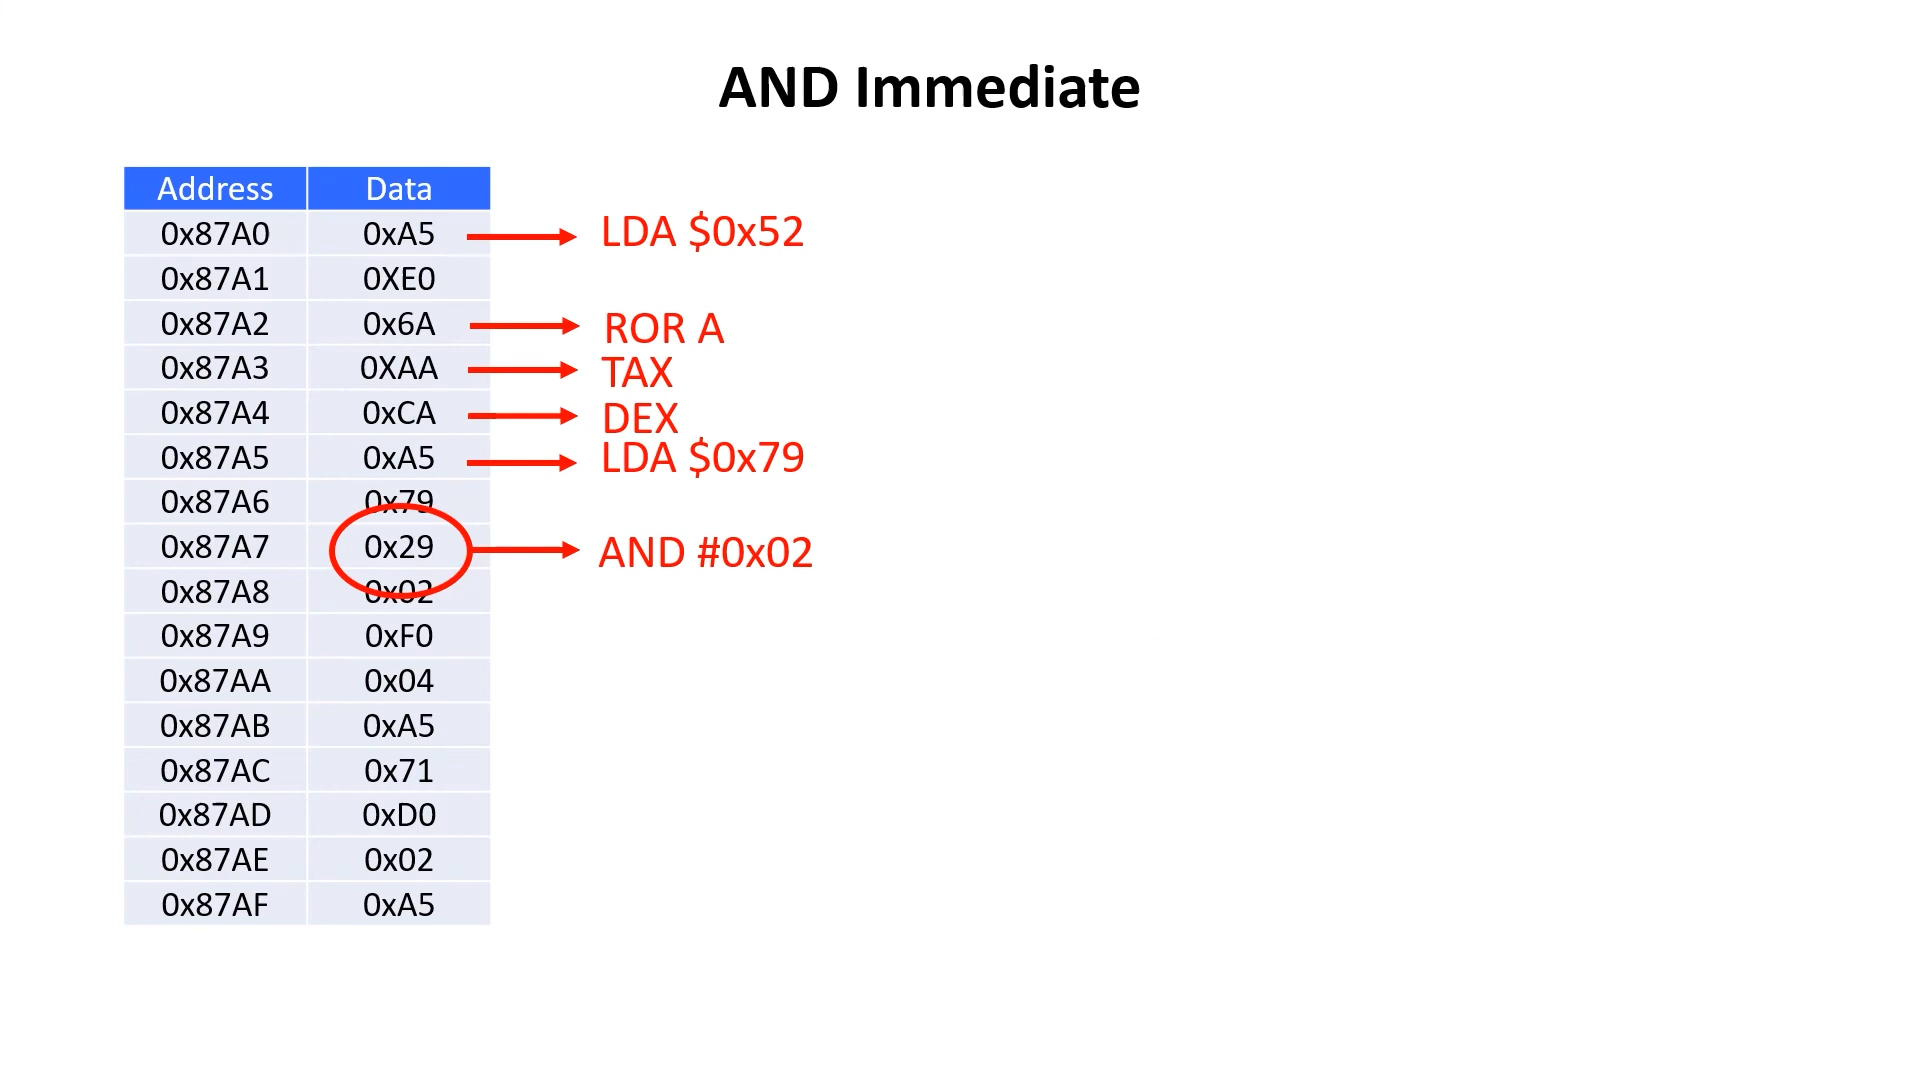 AND Immediate
Address Data
0x87A0 0xA5 LDA $0x52
0x87A1 0XE0
0x87A2 0x6A ROR A
0x87A3 0XAA TAX
0x87A4 0xCA DEX
0x87A5 0xA5 LDA $0x79
0x87A6 0x79
0x87A7 0x29 AND #0x02
0x87A8 0x02
0x87A9 0xF0
0x87AA 0x04
0x87AB 0xA5
0x87AC 0x71
0x87AD 0xD0
0x87AE 0x02
0x87AF 0xA5